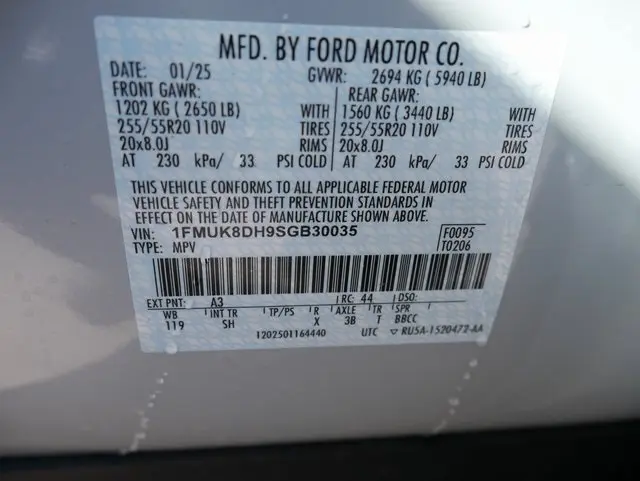 MFD. BY FORD MOTOR CO.
DATE: 01/25 GVWR: 2694 KG (5940 LB)
FRONT GAWR: REAR GAWR:
1202 KG (2650 LB) WITH 1560 KG (3440 LB) WITH
255/55R20 110V TIRES 255/55R20 110V TIRES
20x8.0J RIMS 20x8.0J RIMS
AT 230 kPa/ 33 PSI COLD AT 230 kPa/ 33 PSI COLD
THIS VEHICLE CONFORMS TO ALL APPLICABLE FEDERAL MOTOR
VEHICLE SAFETY AND THEFT PREVENTION STANDARDS IN
EFFECT ON THE DATE OF MANUFACTURE SHOWN ABOVE.
VIN: 1FMUK8DH9SGB30035 F0095
TYPE: MPV T0206
EXT PNT: A3 RC: 44 DSO:
WB INT TR TP/PS R AXLE TR SPR
119 SH X 3B T BBCC
1202501164440 UTC ▽ RU5A-1520472-AA